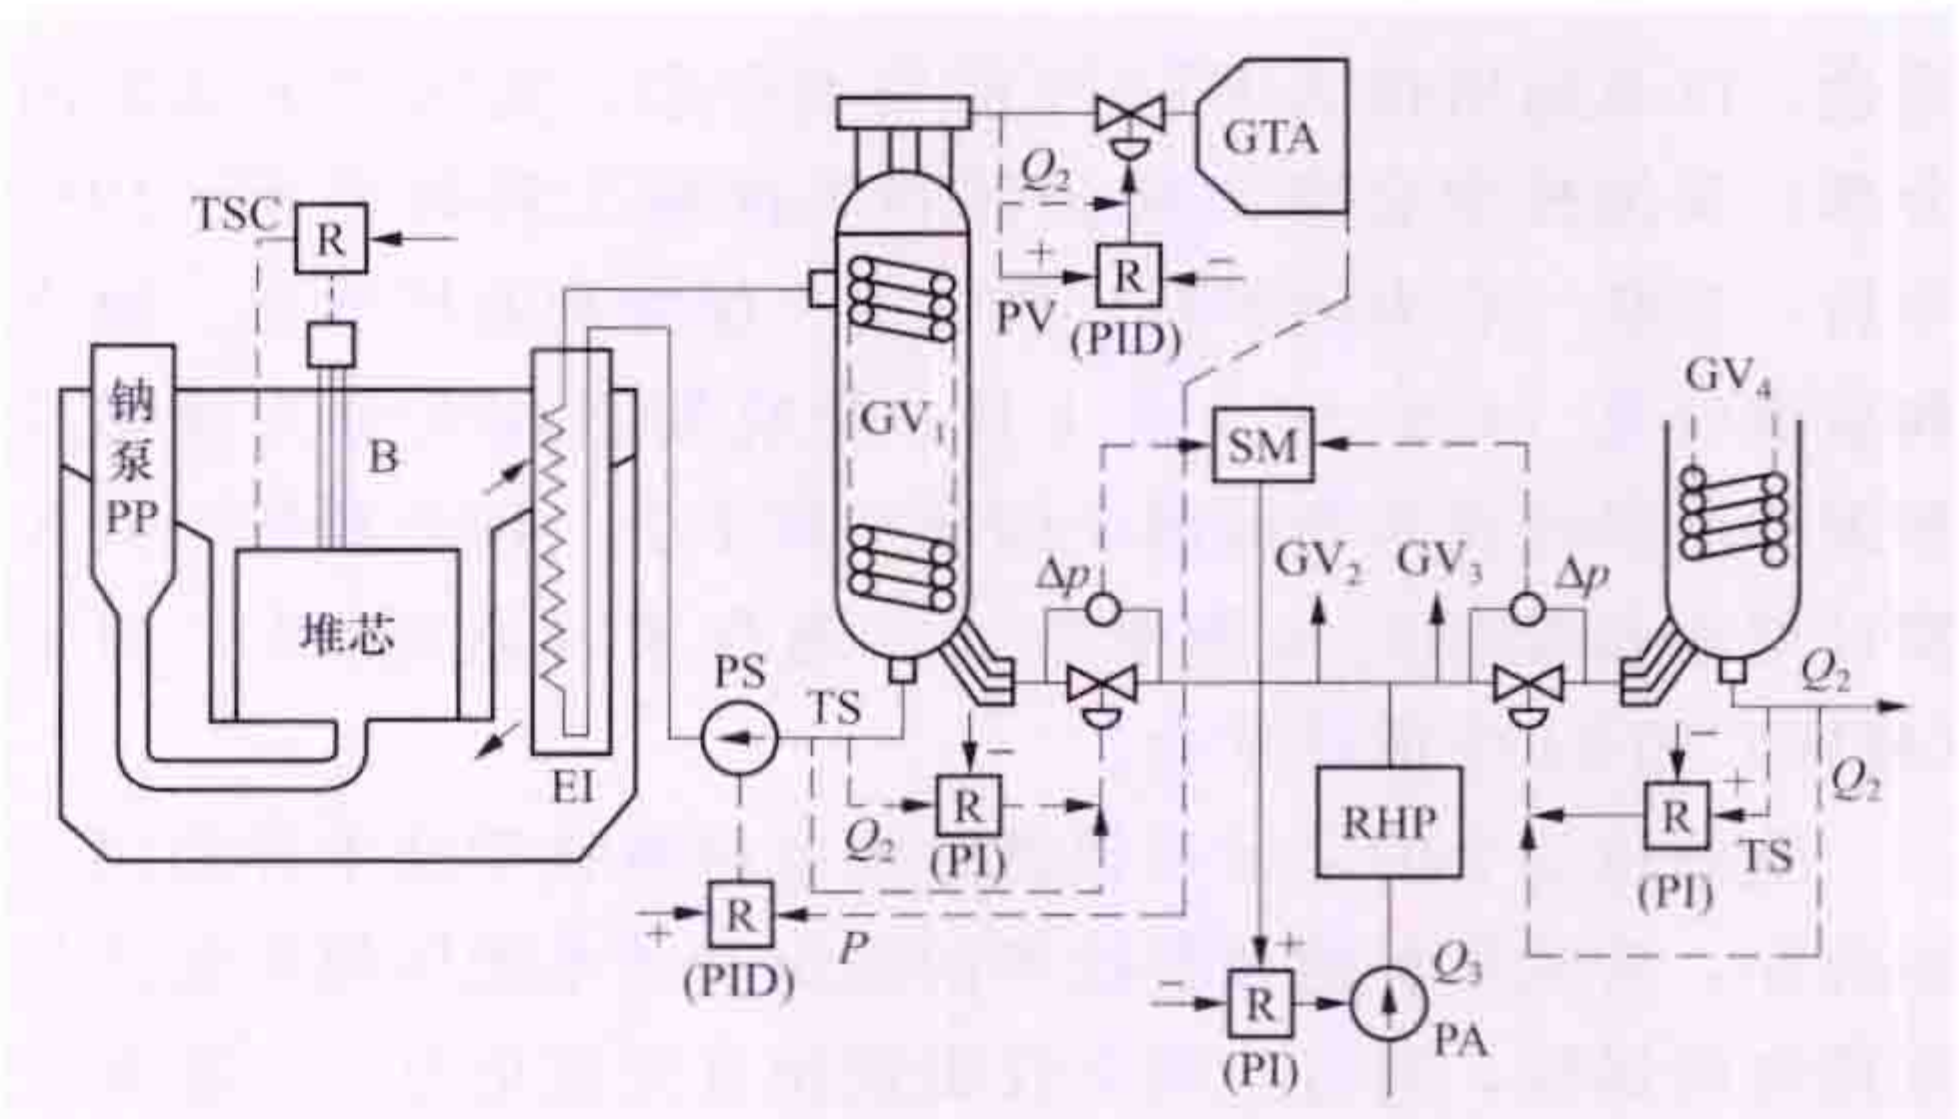 GTA
Q₂
TSC
R
+
−
R
PV
(PID)
钠
泵
PP
B
GV₁
GV₄
SM
Δp
GV₂
GV₃
Δp
堆芯
PS
TS
Q₂
EI
−
R
Q₂
(PI)
RHP
−
+
R
Q₂
TS
(PI)
+
R
P
(PID)
+
−
R
Q₃
PA
(PI)